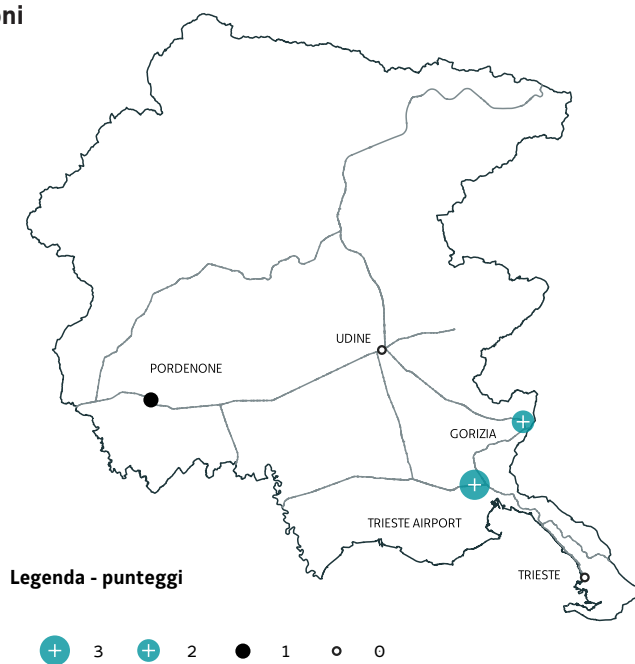 oni
UDINE
PORDENONE
GORIZIA
TRIESTE AIRPORT
TRIESTE
Legenda - punteggi
3 2 1 0